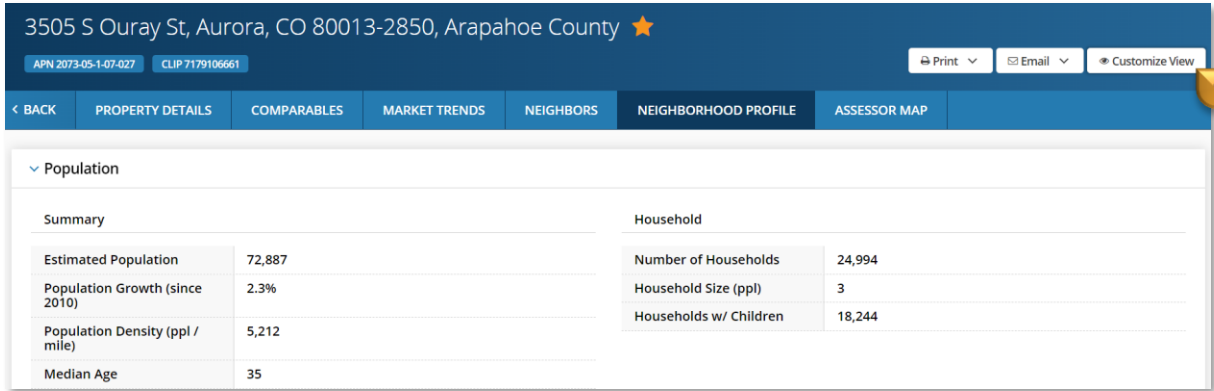 3505 S Ouray St, Aurora, CO 80013-2850, Arapahoe County
APN 2073-05-1-07-027 CLIP 7179106661
Print Email Customize View
< BACK PROPERTY DETAILS COMPARABLES MARKET TRENDS NEIGHBORS NEIGHBORHOOD PROFILE ASSESSOR MAP
Population
Summary
Estimated Population 72,887
Population Growth (since
2010) 2.3%
Population Density (ppl /
mile) 5,212
Median Age 35
Household
Number of Households 24,994
Household Size (ppl) 3
Households w/ Children 18,244